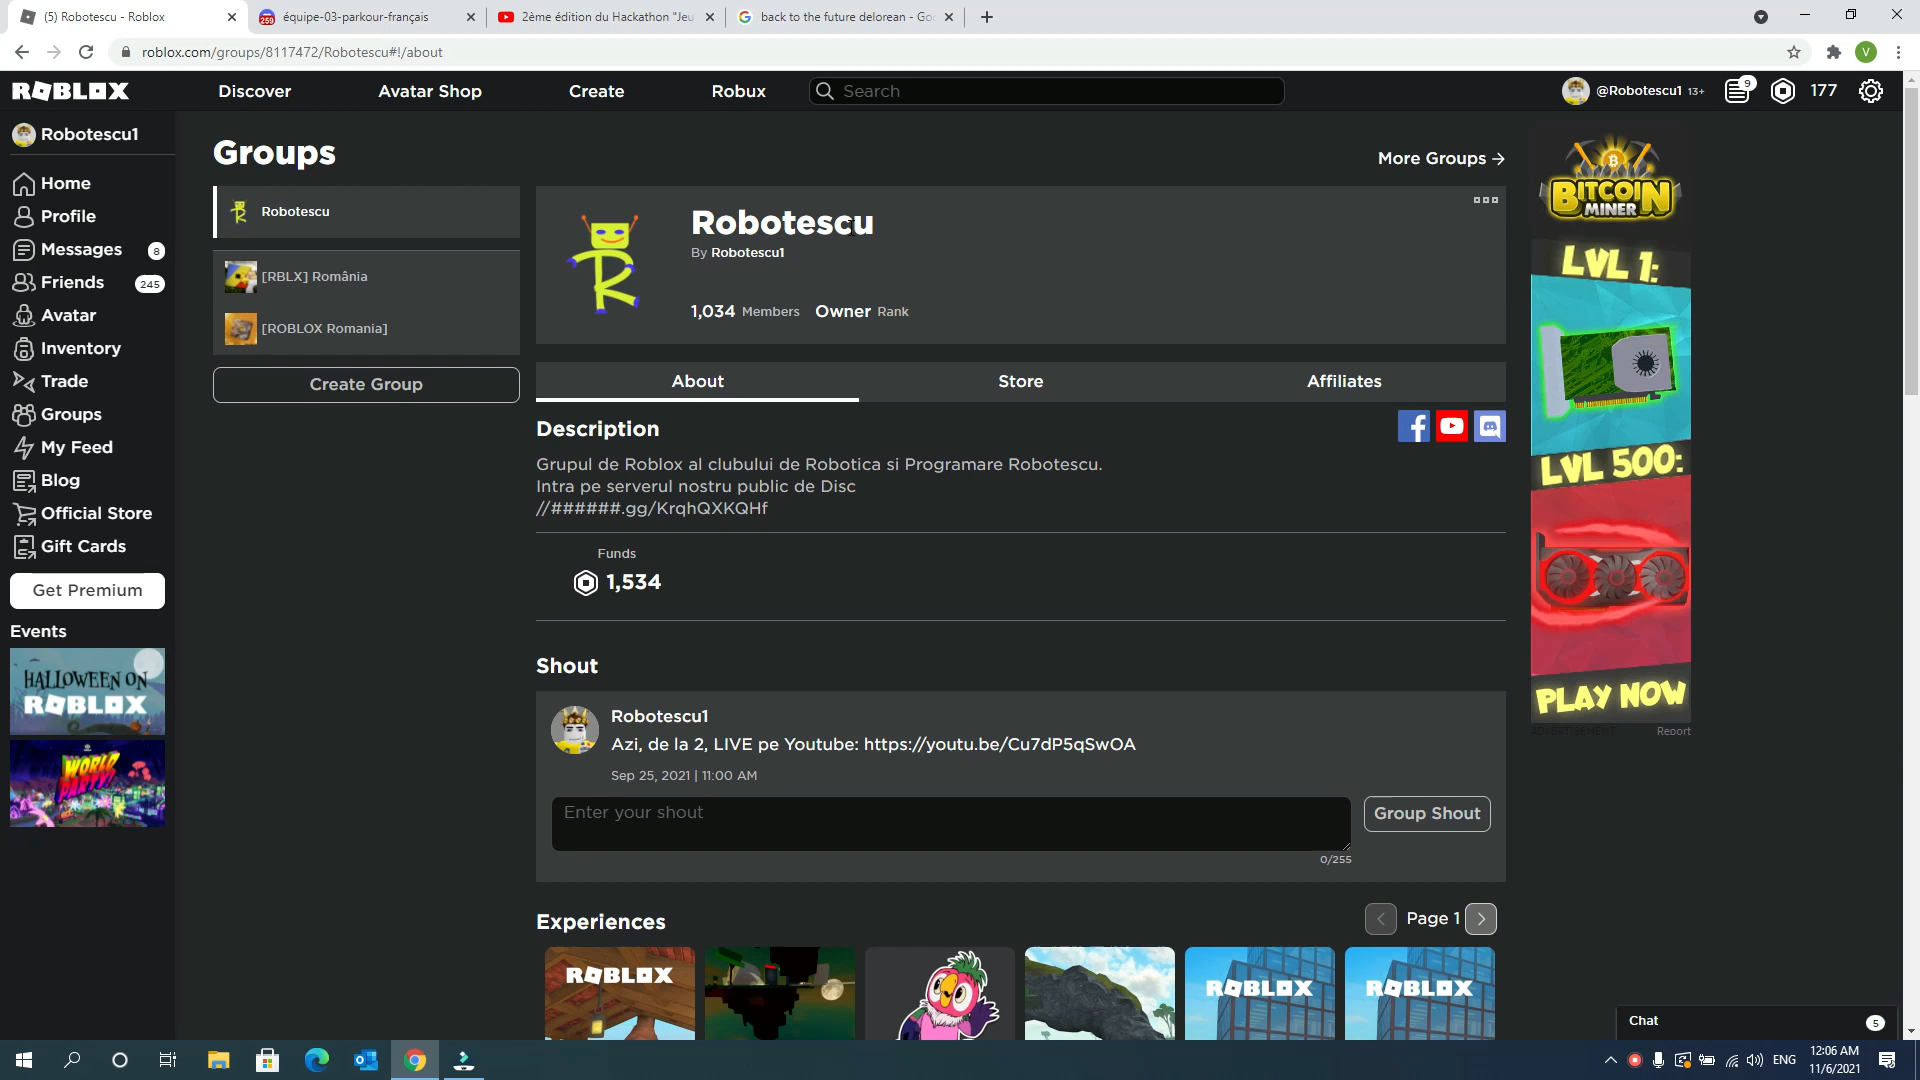 (5) Robotescu - Roblox
équipe-03-parkour-français
2ème édition du Hackathon "Jeu
back to the future delorean - Goo
roblox.com/groups/8117472/Robotescu#!/about
V
ROBLOX
Discover
Avatar Shop
Create
Robux
Search
@Robotescu1 13+
9
177
Robotescu1
Home
Profile
Messages 8
Friends 245
Avatar
Inventory
Trade
Groups
My Feed
Blog
Official Store
Gift Cards
Get Premium
Events
HALLOWEEN ON
ROBLOX
WORLD
PARTY!
Groups
More Groups →
Robotescu
[RBLX] România
[ROBLOX Romania]
Create Group
Robotescu
By Robotescu1
1,034 Members Owner Rank
About
Store
Affiliates
Description
Grupul de Roblox al clubului de Robotica si Programare Robotescu.
Intra pe serverul nostru public de Disc
//######.gg/KrqhQXKQHf
Funds
1,534
Shout
Robotescu1
Azi, de la 2, LIVE pe Youtube: https://youtu.be/Cu7dP5qSwOA
Sep 25, 2021 | 11:00 AM
Enter your shout
Group Shout
0/255
Experiences
Page 1
ROBLOX
ROBLOX
ROBLOX
BITCOIN
MINER
LVL 1:
LVL 500:
PLAY NOW
ADVERTISEMENT
Report
Chat
5
ENG
12:06 AM
11/6/2021